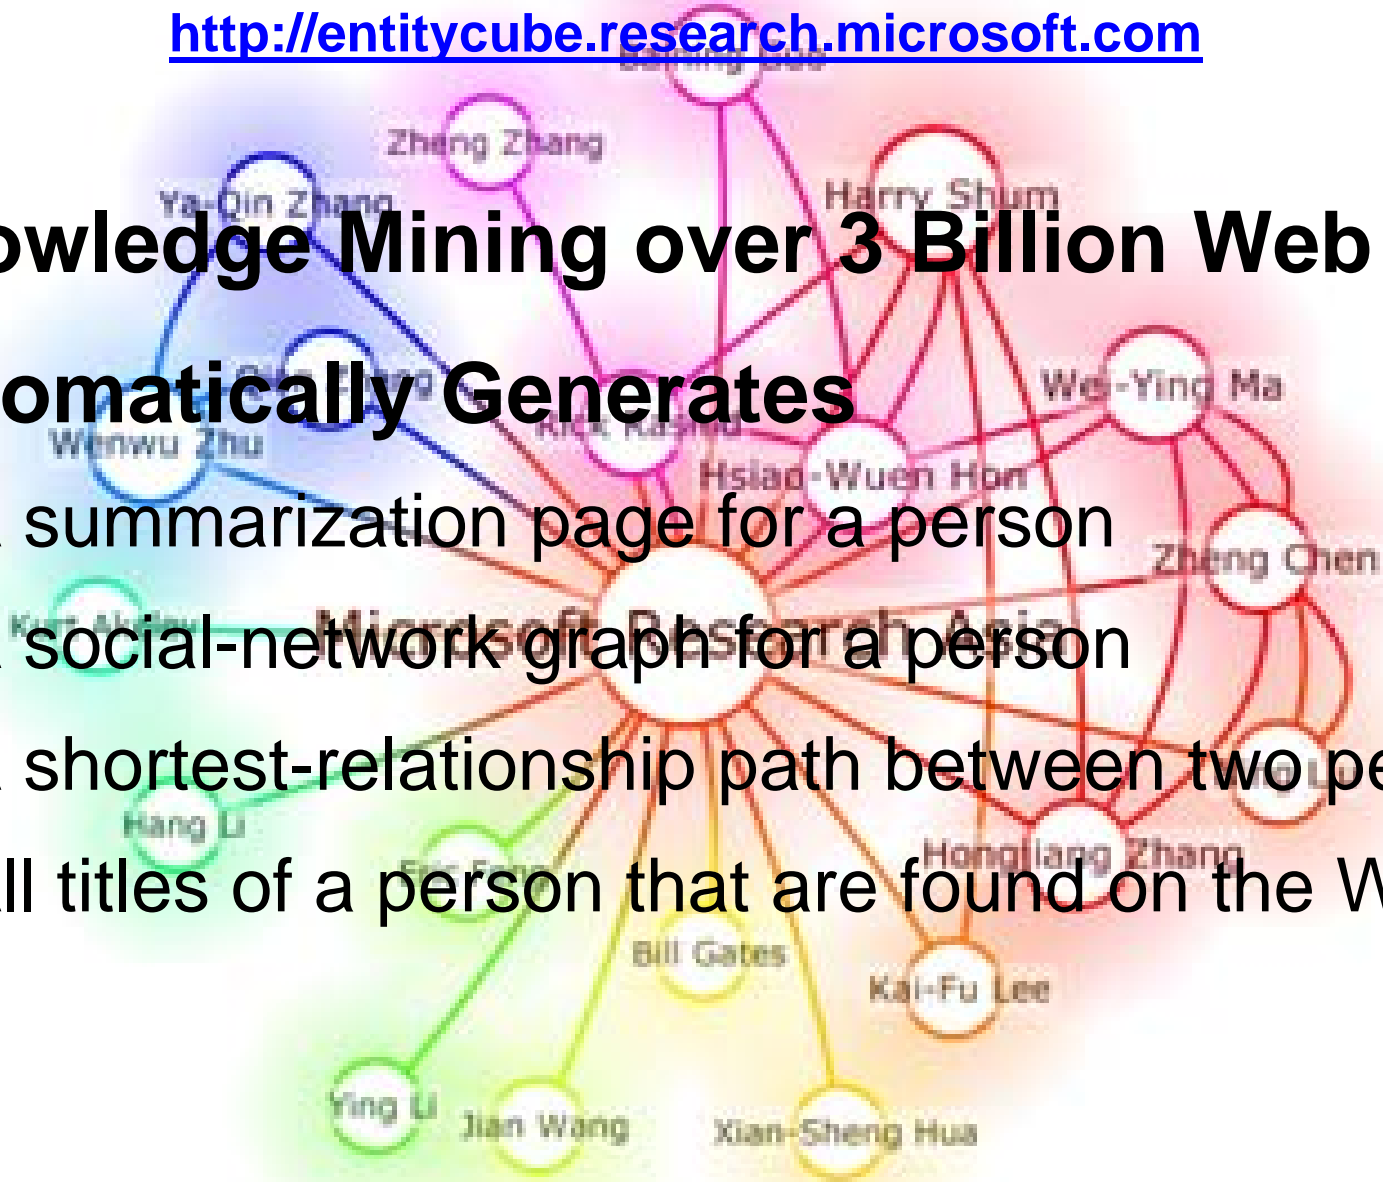 http://entitycube.research.microsoft.com
Zheng Zhang
Ya-Qin Zhang
Harry Shum
owledge Mining over 3 Billion Web
omatically Generates
Wei-Ying Ma
Wenwu Zhu
Hsiao-Wuen Hon
summarization page for a person
Zheng Chen
social-network graph for a person
Microsoft Research Asia
shortest-relationship path between two pe
Hang Li
Hongjiang Zhang
ll titles of a person that are found on the W
Bill Gates
Kai-Fu Lee
Ying Li
Jian Wang
Xian-Sheng Hua